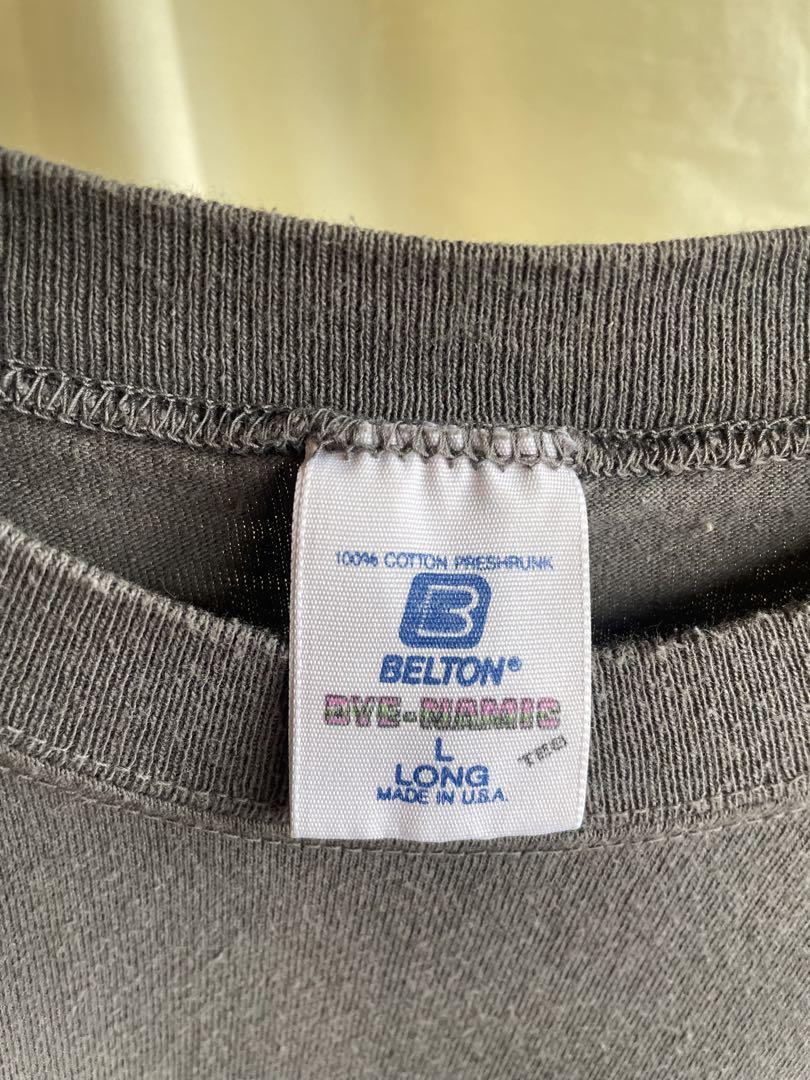 100% COTTON PRESHRUNK
B
BELTON®
DYE-NAMIC
L
LONG
MADE IN U.S.A.